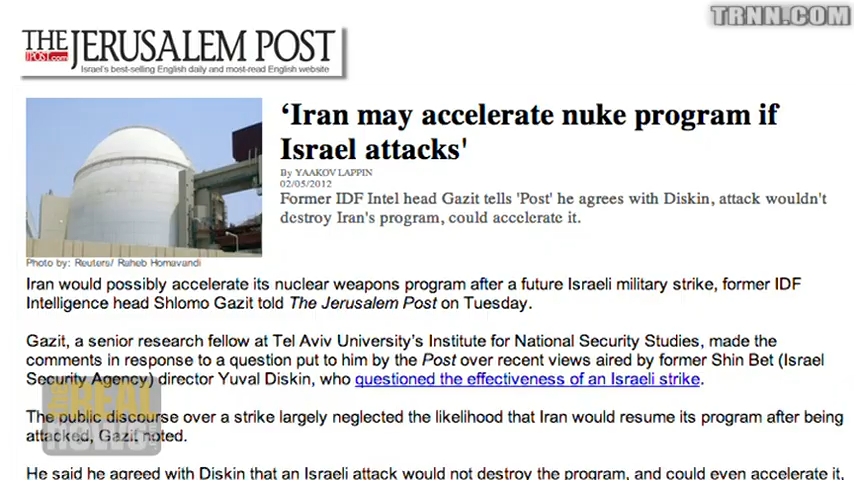 TRNN.COM
THE JERUSALEM POST
JPOST.com
Israel's best-selling English daily and most-read English website
'Iran may accelerate nuke program if
Israel attacks'
By YAAKOV LAPPIN
02/05/2012
Former IDF Intel head Gazit tells 'Post' he agrees with Diskin, attack wouldn't
destroy Iran's program, could accelerate it.
Photo by: Reuters/ Raheb Homavandi
Iran would possibly accelerate its nuclear weapons program after a future Israeli military strike, former IDF
Intelligence head Shlomo Gazit told The Jerusalem Post on Tuesday.
Gazit, a senior research fellow at Tel Aviv University's Institute for National Security Studies, made the
comments in response to a question put to him by the Post over recent views aired by former Shin Bet (Israel
Security Agency) director Yuval Diskin, who questioned the effectiveness of an Israeli strike.
The public discourse over a strike largely neglected the likelihood that Iran would resume its program after being
attacked, Gazit noted.
He said he agreed with Diskin that an Israeli attack would not destroy the program, and could even accelerate it,
THE REAL
NEWS